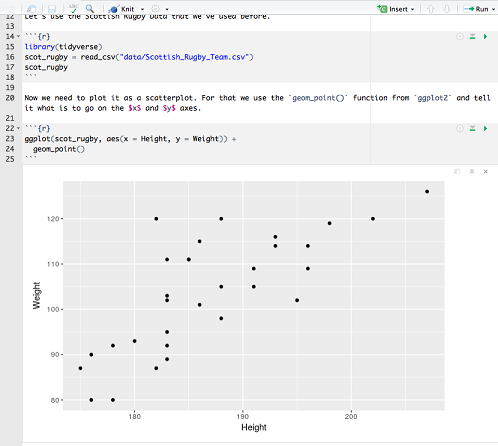 Knit
Insert
Run
12 Let's use the Scottish Rugby Data that we've used before.
13
14 ```{r}
15 library(tidyverse)
16 scot_rugby = read_csv("data/Scottish_Rugby_Team.csv")
17 scot_rugby
18 ```
19
20 Now we need to plot it as a scatterplot. For that we use the `geom_point()` function from `ggplot2` and tell
it what is to go on the $x$ and $y$ axes.
21
22 ```{r}
23 ggplot(scot_rugby, aes(x = Height, y = Weight)) +
24 geom_point()
25 ```
120
110
100
90
80
Weight
180 190 200
Height